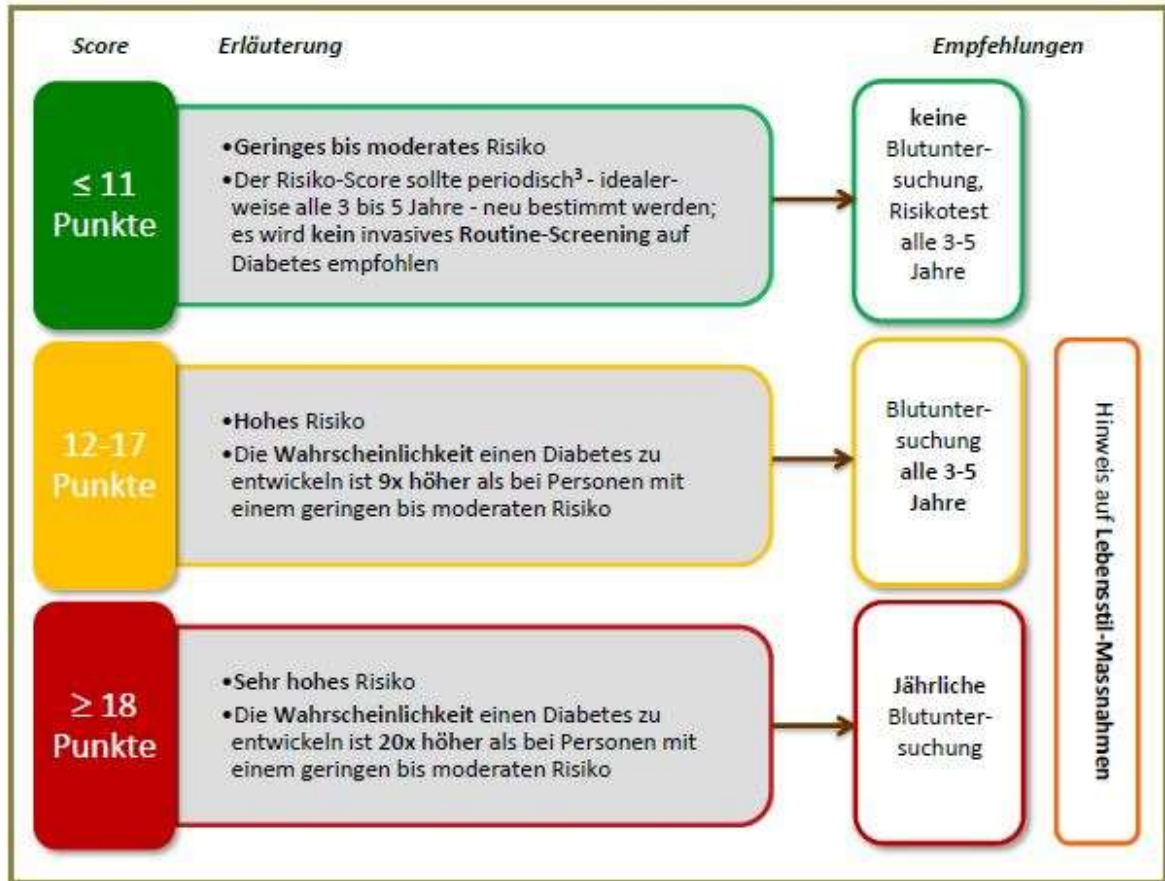 Score Erläuterung Empfehlungen
≤ 11
Punkte
•Geringes bis moderates Risiko
•Der Risiko-Score sollte periodisch³ - idealer-
weise alle 3 bis 5 Jahre - neu bestimmt werden;
es wird kein invasives Routine-Screening auf
Diabetes empfohlen
keine
Blutunter-
suchung,
Risikotest
alle 3-5
Jahre
12-17
Punkte
•Hohes Risiko
•Die Wahrscheinlichkeit einen Diabetes zu
entwickeln ist 9x höher als bei Personen mit
einem geringen bis moderaten Risiko
Blutunter-
suchung
alle 3-5
Jahre
≥ 18
Punkte
•Sehr hohes Risiko
•Die Wahrscheinlichkeit einen Diabetes zu
entwickeln ist 20x höher als bei Personen mit
einem geringen bis moderaten Risiko
Jährliche
Blutunter-
suchung
Hinweis auf Lebensstil-Massnahmen